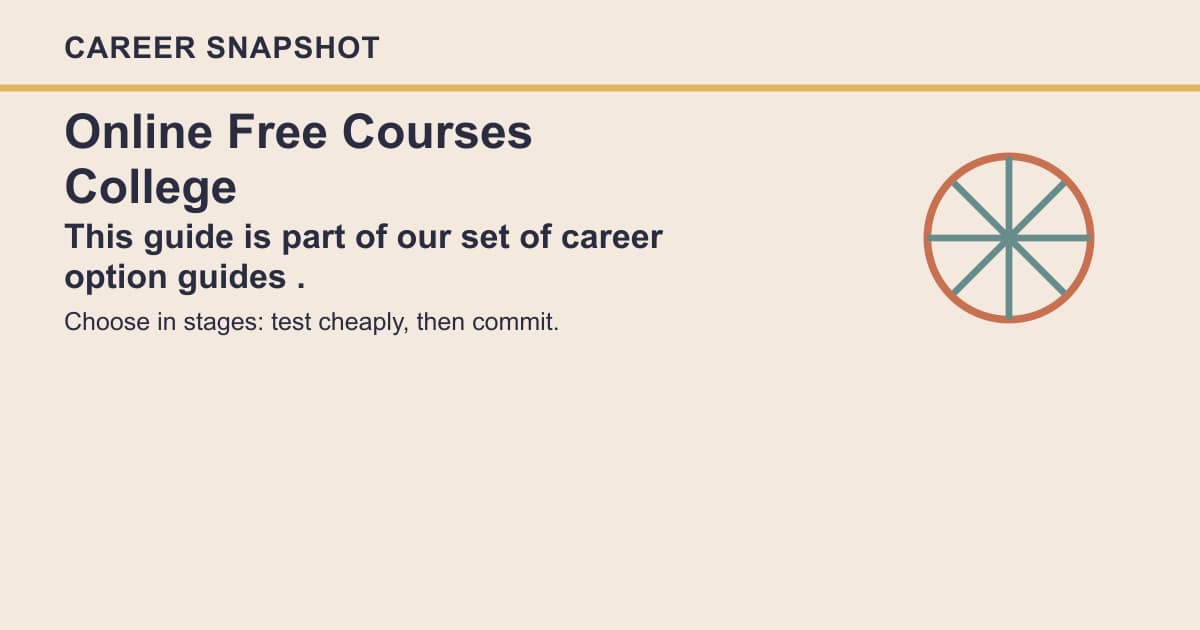 CAREER SNAPSHOT
Online Free Courses
College
This guide is part of our set of career
option guides .
Choose in stages: test cheaply, then commit.